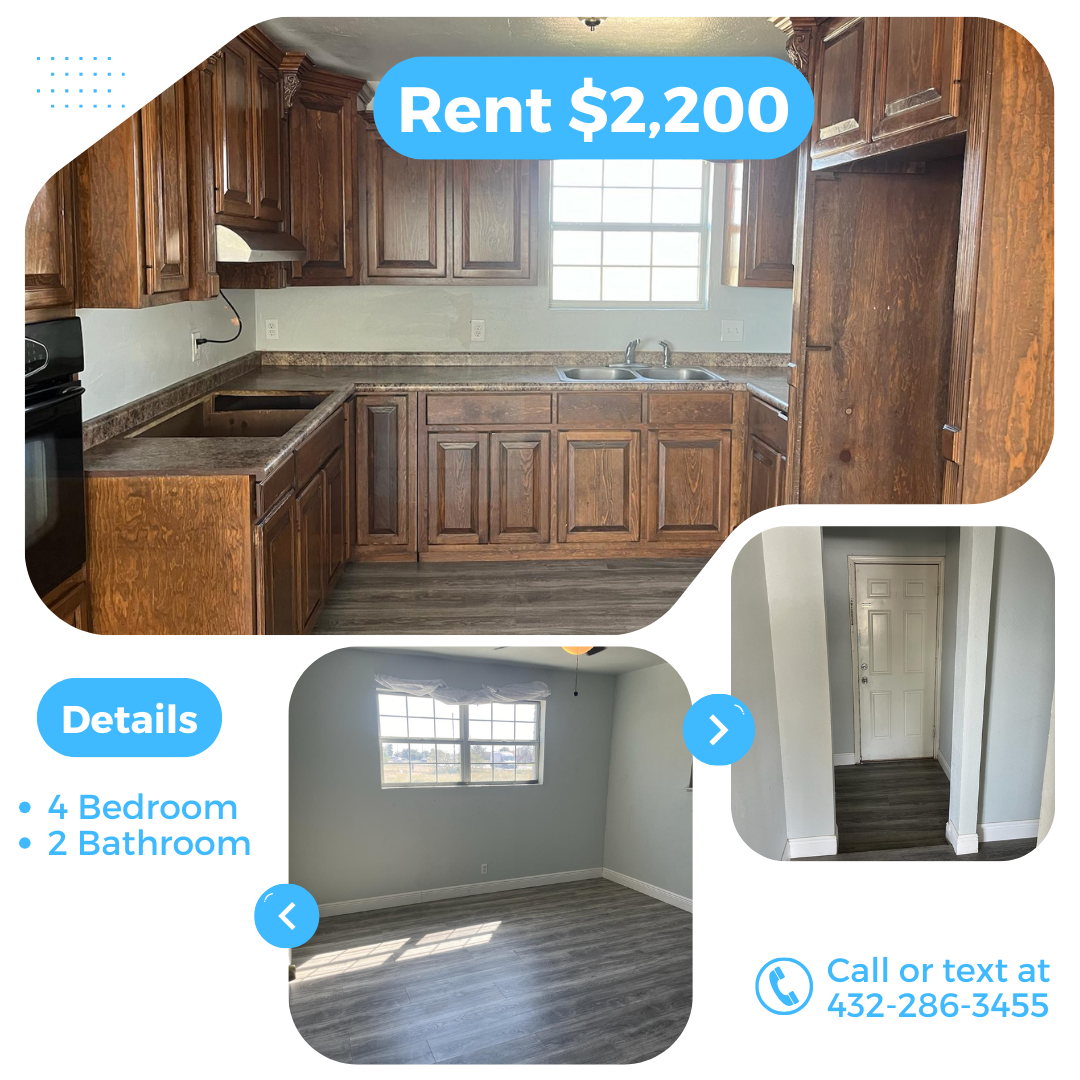 Rent $2,200
Details
• 4 Bedroom
• 2 Bathroom
Call or text at
432-286-3455